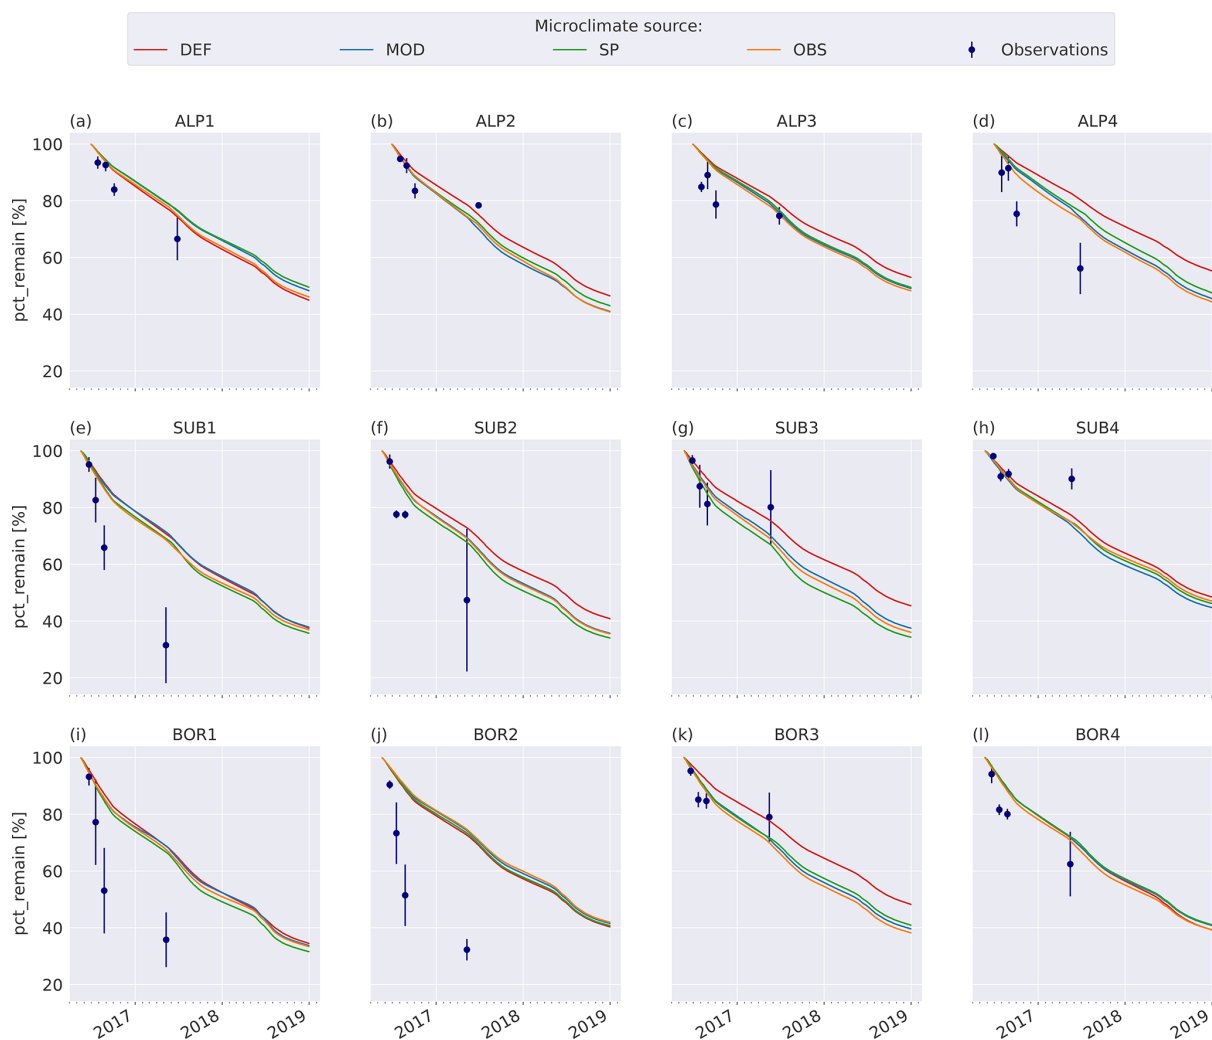 Microclimate source:
DEF MOD SP OBS Observations
(a) ALP1 (b) ALP2 (c) ALP3 (d) ALP4
pct_remain [%]
100
80
60
40
20
(e) SUB1 (f) SUB2 (g) SUB3 (h) SUB4
pct_remain [%]
100
80
60
40
20
(i) BOR1 (j) BOR2 (k) BOR3 (l) BOR4
pct_remain [%]
100
80
60
40
20
2017 2018 2019 2017 2018 2019 2017 2018 2019 2017 2018 2019